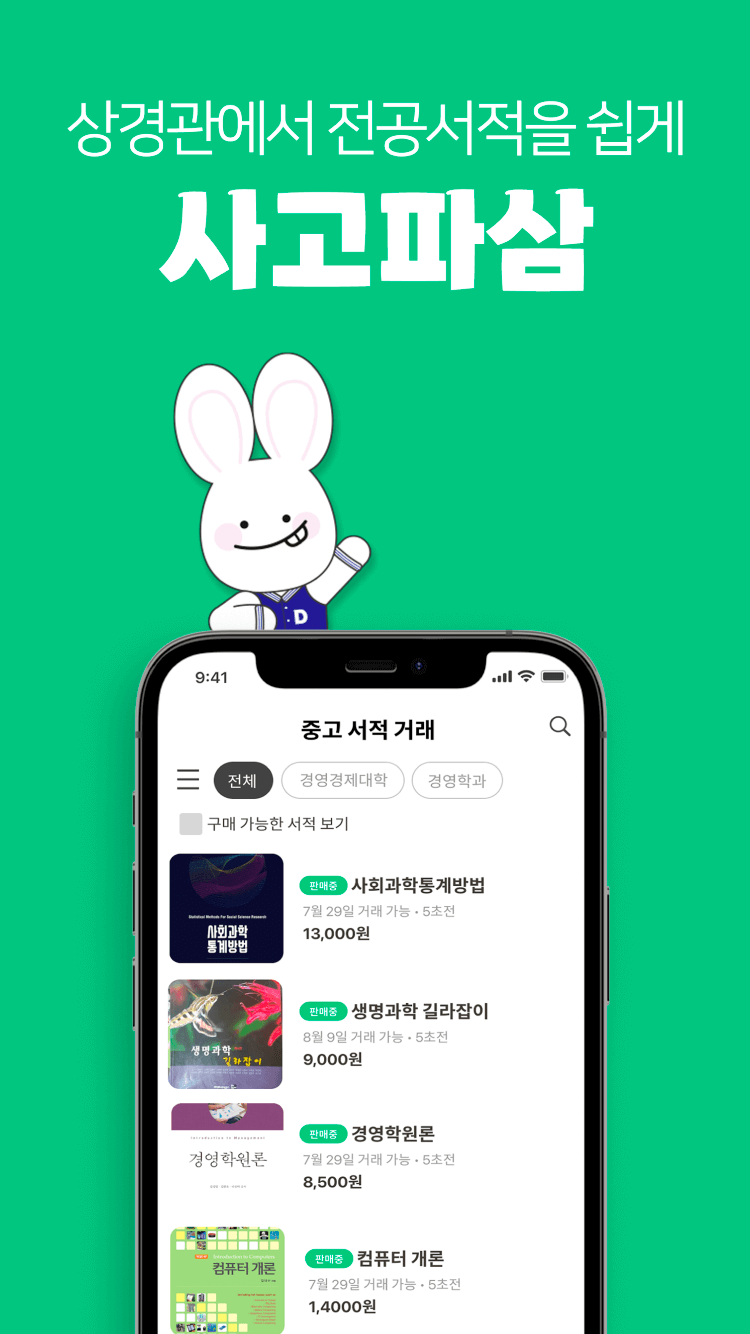 상경관에서 전공서적을 쉽게
사고파삼
D
9:41
중고 서적 거래
전체
경영경제대학
경영학과
구매 가능한 서적 보기
Statistical Methods For Social Science Research
사회과학
통계방법
판매중 사회과학통계방법
7월 29일 거래 가능 • 5초전
13,000원
생명과학
길라잡이
판매중 생명과학 길라잡이
8월 9일 거래 가능 • 5초전
9,000원
Introduction to Management
경영학원론
판매중 경영학원론
7월 29일 거래 가능 • 5초전
8,500원
Introduction to Computers
컴퓨터 개론
판매중 컴퓨터 개론
7월 29일 거래 가능 • 5초전
1,4000원